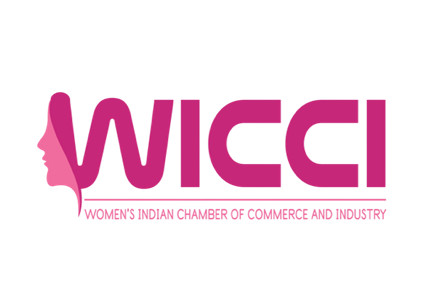 WICCI
WOMEN'S INDIAN CHAMBER OF COMMERCE AND INDUSTRY